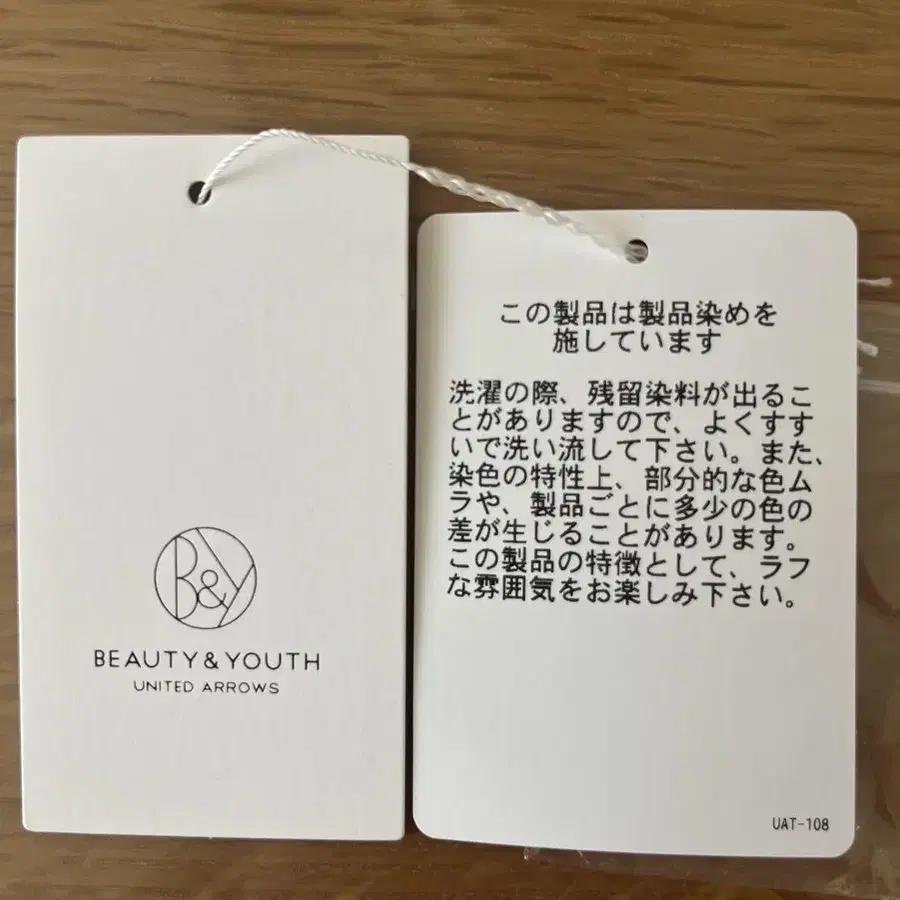 B&Y
BEAUTY&YOUTH
UNITED ARROWS
この製品は製品染めを
施しています
洗濯の際、残留染料が出るこ
とがありますので、よくすす
いで洗い流して下さい。また、
染色の特性上、部分的な色ム
ラや、製品ごとに多少の色の
差が生じることがあります。
この製品の特徴として、ラフ
な雰囲気をお楽しみ下さい。
UAT-108